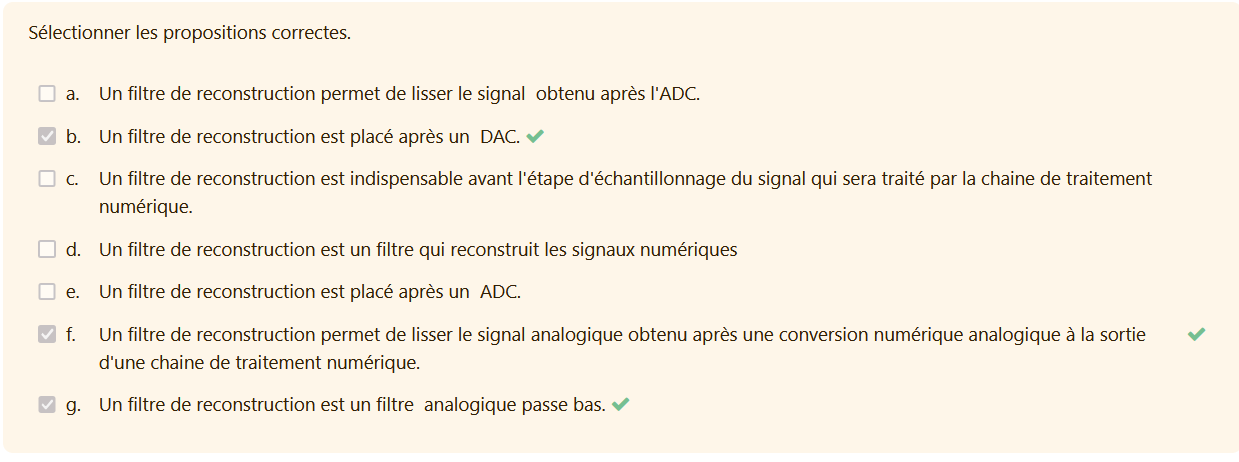 Sélectionner les propositions correctes.
a. Un filtre de reconstruction permet de lisser le signal obtenu après l'ADC.
b. Un filtre de reconstruction est placé après un DAC.
c. Un filtre de reconstruction est indispensable avant l'étape d'échantillonnage du signal qui sera traité par la chaine de traitement
numérique.
d. Un filtre de reconstruction est un filtre qui reconstruit les signaux numériques
e. Un filtre de reconstruction est placé après un ADC.
f. Un filtre de reconstruction permet de lisser le signal analogique obtenu après une conversion numérique analogique à la sortie
d'une chaine de traitement numérique.
g. Un filtre de reconstruction est un filtre analogique passe bas.